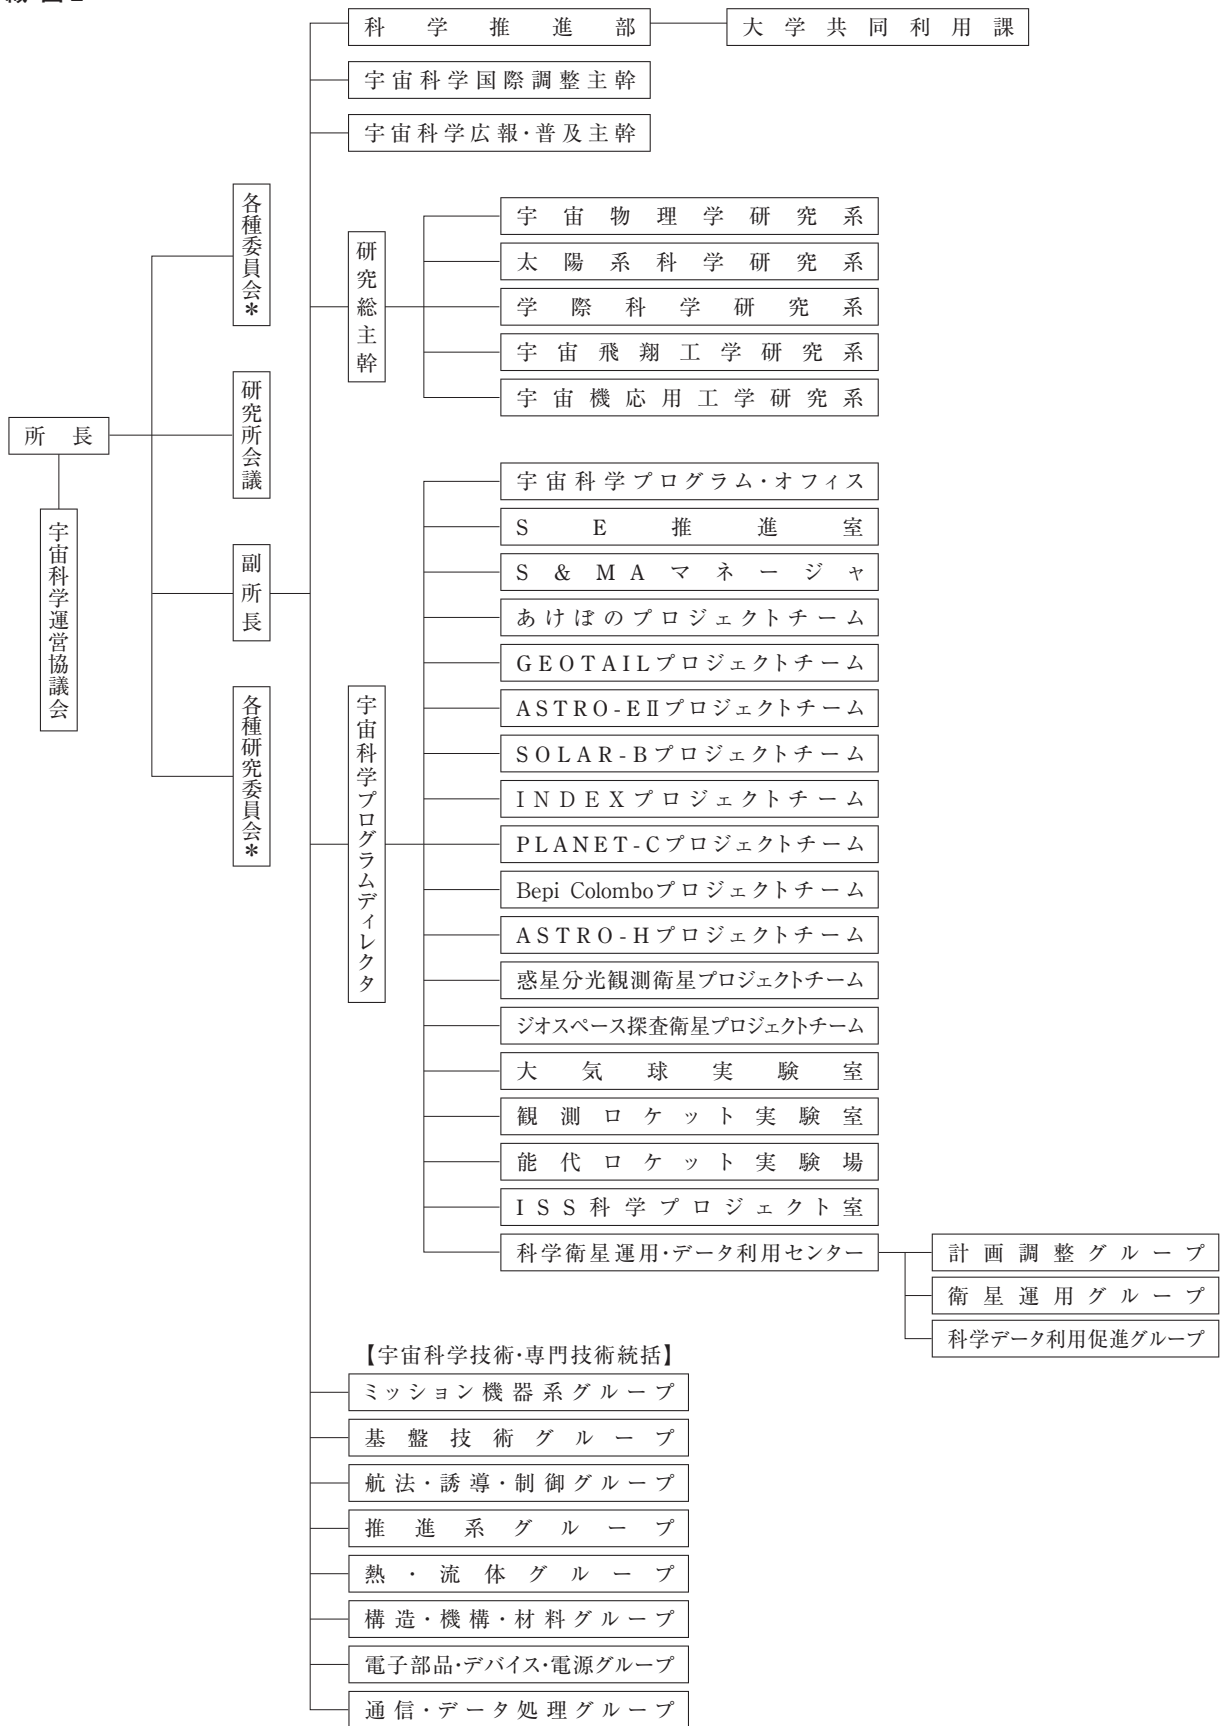 科学推進部
大学共同利用課
宇宙科学国際調整主幹
宇宙科学広報・普及主幹
各種委員会*
研究所会議
所長
宇宙科学運営協議会
副所長
各種研究委員会*
研究総主幹
宇宙物理学研究系
太陽系科学研究系
学際科学研究系
宇宙飛翔工学研究系
宇宙機応用工学研究系
宇宙科学プログラムディレクタ
宇宙科学プログラム・オフィス
SE推進室
S&MAマネージャ
あけぼのプロジェクトチーム
GEOTAILプロジェクトチーム
ASTRO-EⅡプロジェクトチーム
SOLAR-Bプロジェクトチーム
INDEXプロジェクトチーム
PLANET-Cプロジェクトチーム
Bepi Colomboプロジェクトチーム
ASTRO-Hプロジェクトチーム
惑星分光観測衛星プロジェクトチーム
ジオスペース探査衛星プロジェクトチーム
大気球実験室
観測ロケット実験室
能代ロケット実験場
ISS科学プロジェクト室
科学衛星運用・データ利用センター
計画調整グループ
衛星運用グループ
科学データ利用促進グループ
【宇宙科学技術・専門技術統括】
ミッション機器系グループ
基盤技術グループ
航法・誘導・制御グループ
推進系グループ
熱・流体グループ
構造・機構・材料グループ
電子部品・デバイス・電源グループ
通信・データ処理グループ